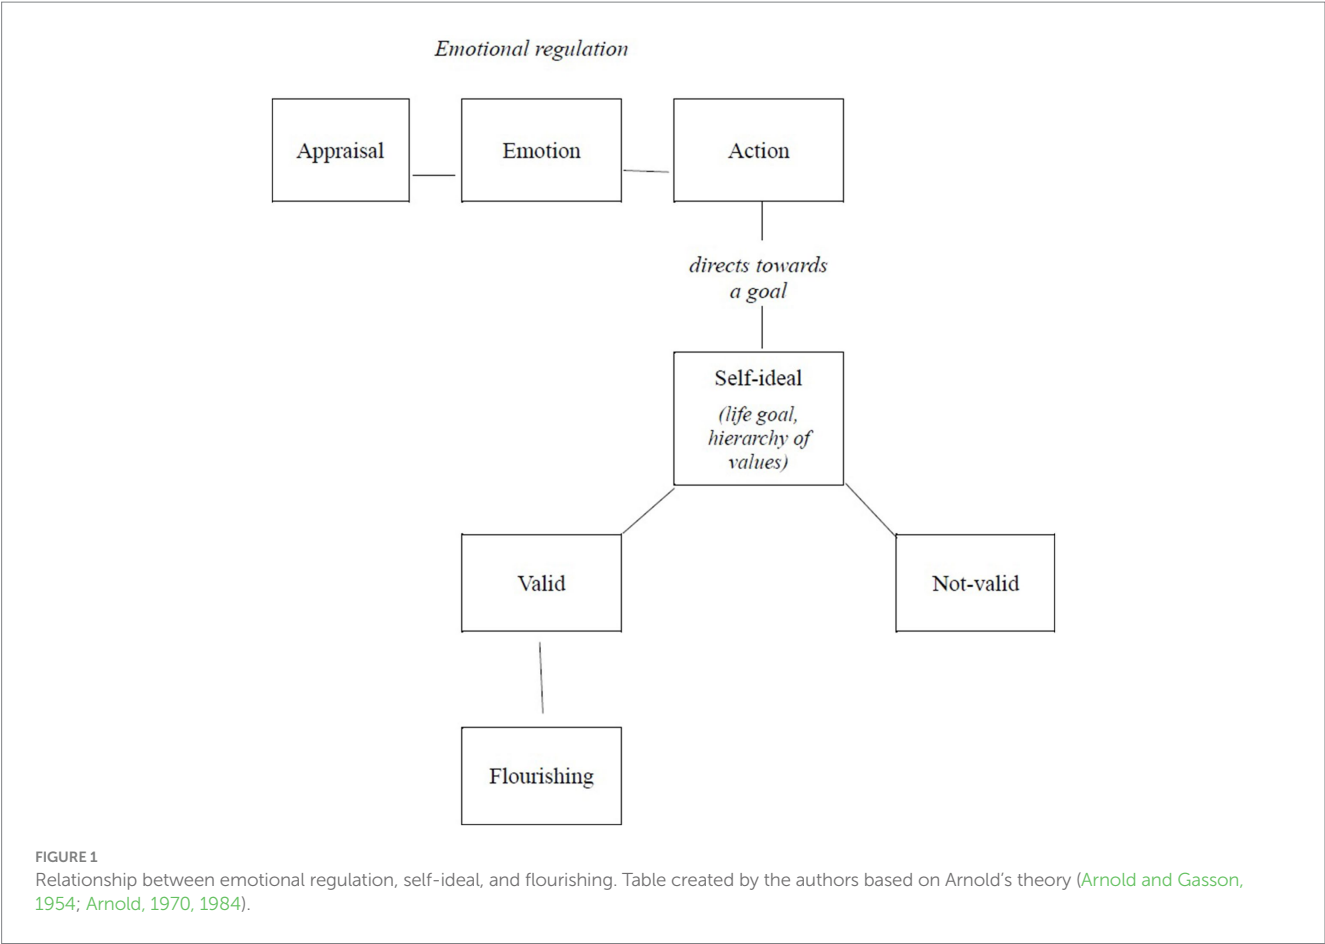 Emotional regulation
Appraisal
Emotion
Action
directs towards
a goal
Self-ideal
(life goal,
hierarchy of
values)
Valid
Not-valid
Flourishing
FIGURE 1
Relationship between emotional regulation, self-ideal, and flourishing. Table created by the authors based on Arnold’s theory (Arnold and Gasson,
1954; Arnold, 1970, 1984).